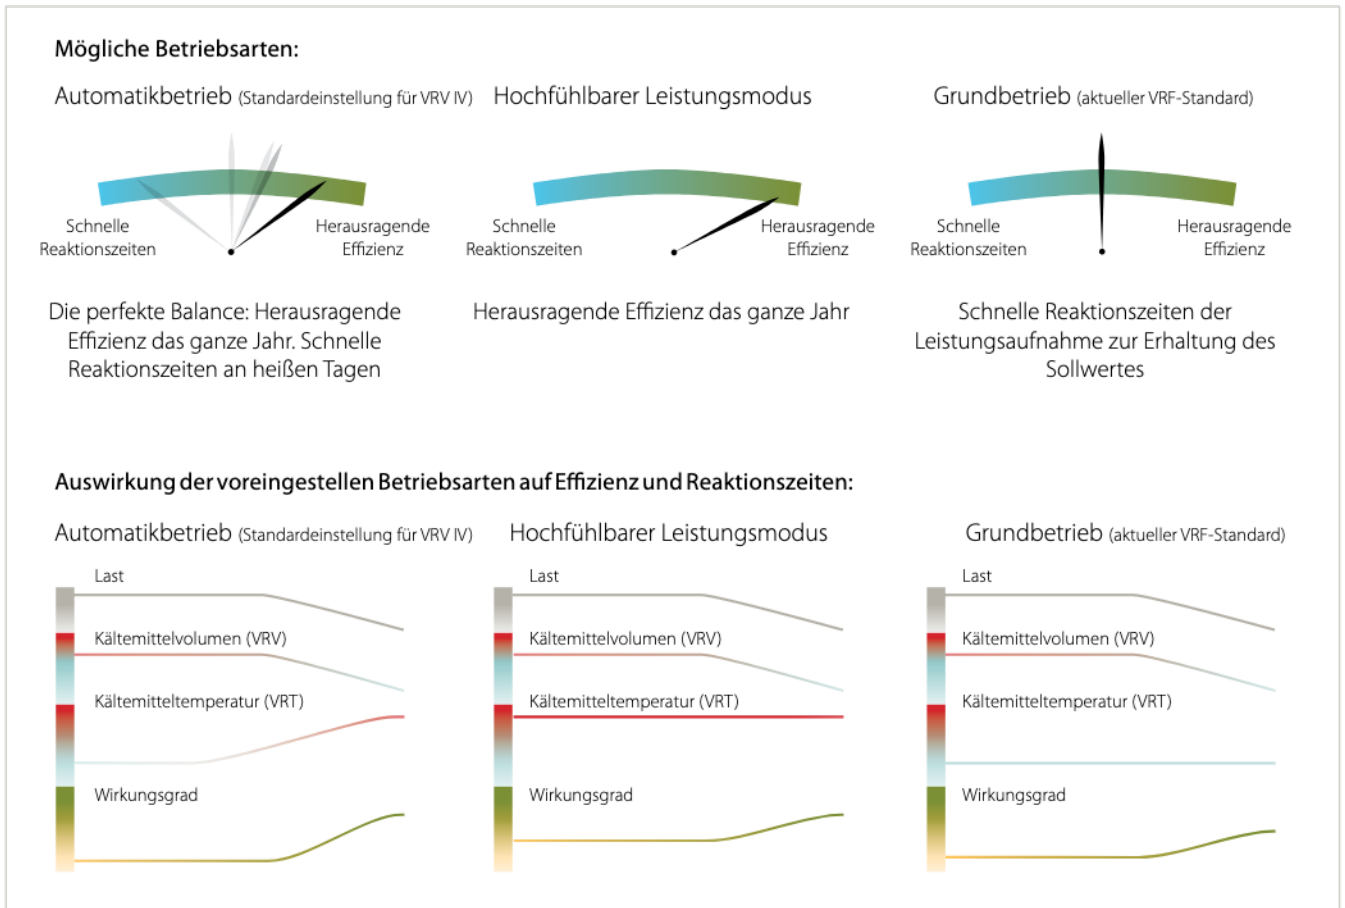 Mögliche Betriebsarten:
Automatikbetrieb (Standardeinstellung für VRV IV)
Schnelle
Reaktionszeiten
Herausragende
Effizienz
Die perfekte Balance: Herausragende
Effizienz das ganze Jahr. Schnelle
Reaktionszeiten an heißen Tagen
Hochfühlbarer Leistungsmodus
Schnelle
Reaktionszeiten
Herausragende
Effizienz
Herausragende Effizienz das ganze Jahr
Grundbetrieb (aktueller VRF-Standard)
Schnelle
Reaktionszeiten
Herausragende
Effizienz
Schnelle Reaktionszeiten der
Leistungsaufnahme zur Erhaltung des
Sollwertes
Auswirkung der voreingestellen Betriebsarten auf Effizienz und Reaktionszeiten:
Automatikbetrieb (Standardeinstellung für VRV IV)
Last
Kältemittelvolumen (VRV)
Kältemitteltemperatur (VRT)
Wirkungsgrad
Hochfühlbarer Leistungsmodus
Last
Kältemittelvolumen (VRV)
Kältemitteltemperatur (VRT)
Wirkungsgrad
Grundbetrieb (aktueller VRF-Standard)
Last
Kältemittelvolumen (VRV)
Kältemitteltemperatur (VRT)
Wirkungsgrad